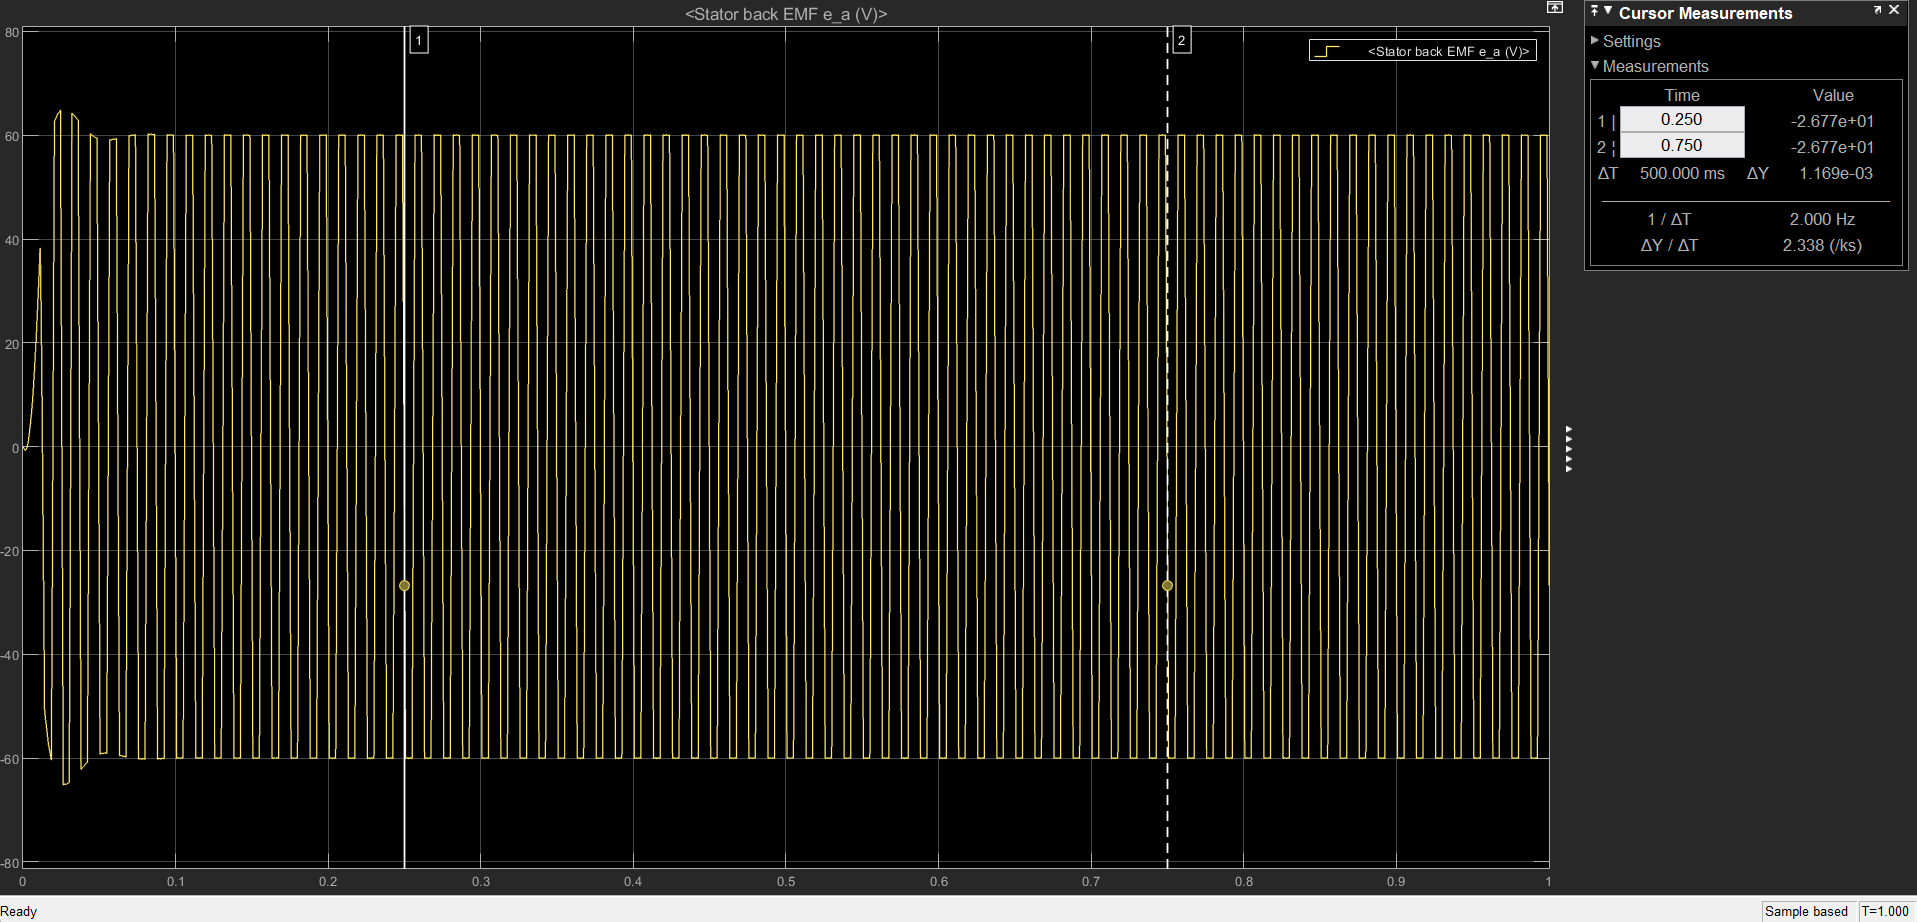 <Stator back EMF e_a (V)>
1
2
<Stator back EMF e_a (V)>
80
60
40
20
0
-20
-40
-60
-80
0 0.1 0.2 0.3 0.4 0.5 0.6 0.7 0.8 0.9 1
Cursor Measurements
Settings
Measurements
Time Value
1 | 0.250 -2.677e+01
2 ¦ 0.750 -2.677e+01
ΔT 500.000 ms ΔY 1.169e-03
1 / ΔT 2.000 Hz
ΔY / ΔT 2.338 (/ks)
Ready
Sample based T=1.000